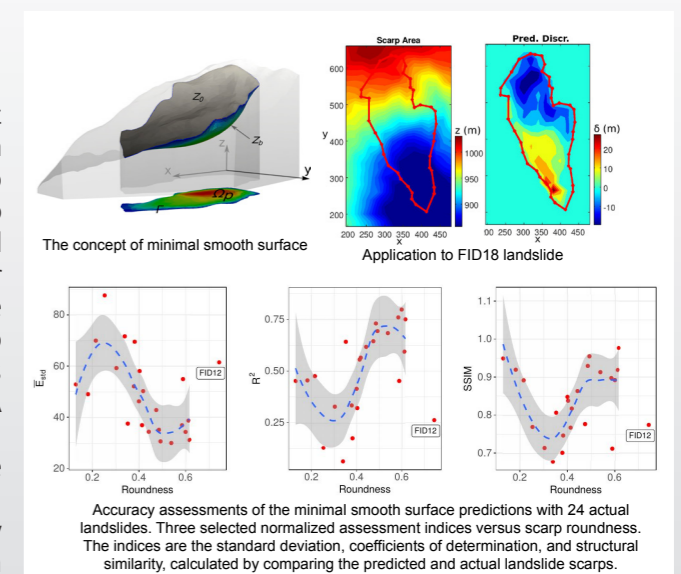 Z₀
Z_b
Z
X
y
Γ
Ωp
The concept of minimal smooth surface
Scarp Area
600
500
y
400
300
200
200 250 300 350 400 450
x
z (m)
1000
950
900
Pred. Discr.
00 250 300 350 400 450
x
δ (m)
20
10
0
-10
Application to FID18 landslide
80
60
40
20
E̅std
FID12
0.2 0.4 0.6
Roundness
0.75
0.50
0.25
R²
FID12
0.2 0.4 0.6
Roundness
1.1
1.0
0.9
0.8
0.7
SSIM
FID12
0.2 0.4 0.6
Roundness
Accuracy assessments of the minimal smooth surface predictions with 24 actual
landslides. Three selected normalized assessment indices versus scarp roundness.
The indices are the standard deviation, coefficients of determination, and structural
similarity, calculated by comparing the predicted and actual landslide scarps.